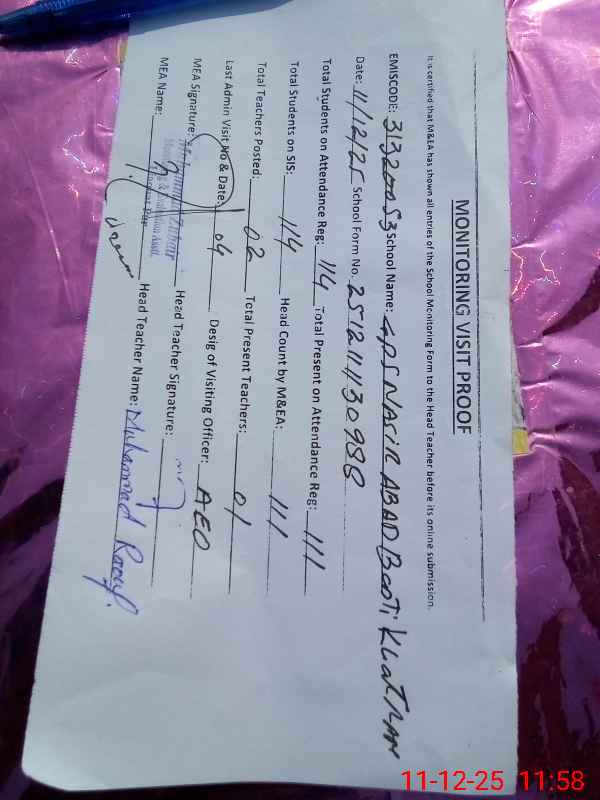 MONITORING VISIT PROOF
It is certified that M&EA has shown all entries of the School Monitoring Form to the Head Teacher before its online submission.
EMISCODE: 31320053 School Name: GPS NASIR ABAD Basti KHATRAN
Date: 11/12/25 School Form No. 2512111130988
Total Students on Attendance Reg: 114 Total Present on Attendance Reg: 111
Total Students on SIS: 114 Head Count by M&EA: 111
Total Teachers Posted: 02 Total Present Teachers: 01
Last Admin Visit No & Date: 04 Desig of Visiting Officer: AEO
MEA Signature: Muhammad Zubair Head Teacher Signature:
MEA Name: Head Teacher Name: Muhammad Raouf.
11-12-25 11:58